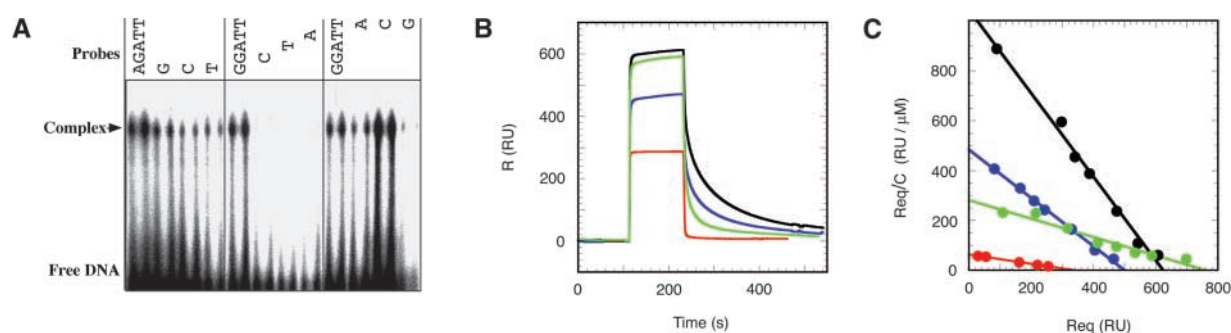 A
Probes
AGATT G C T GGATT C T A GGATT A C G
Complex
Free DNA
B
600
400
200
0
R (RU)
0 200 400
Time (s)
C
800
600
400
200
0
Req/C (RU / μM)
0 200 400 600 800
Req (RU)